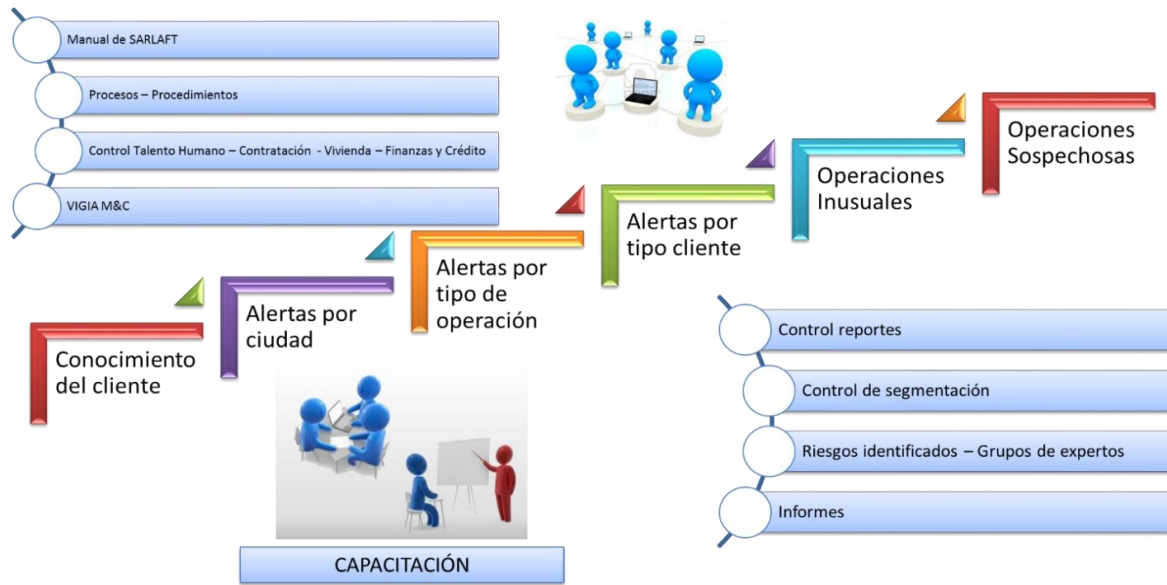 Manual de SARLAFT
Procesos – Procedimientos
Control Talento Humano – Contratación - Vivienda – Finanzas y Crédito
VIGIA M&C
Conocimiento
del cliente
Alertas por
ciudad
Alertas por
tipo de
operación
Alertas por
tipo cliente
Operaciones
Inusuales
Operaciones
Sospechosas
Control reportes
Control de segmentación
Riesgos identificados – Grupos de expertos
Informes
CAPACITACIÓN